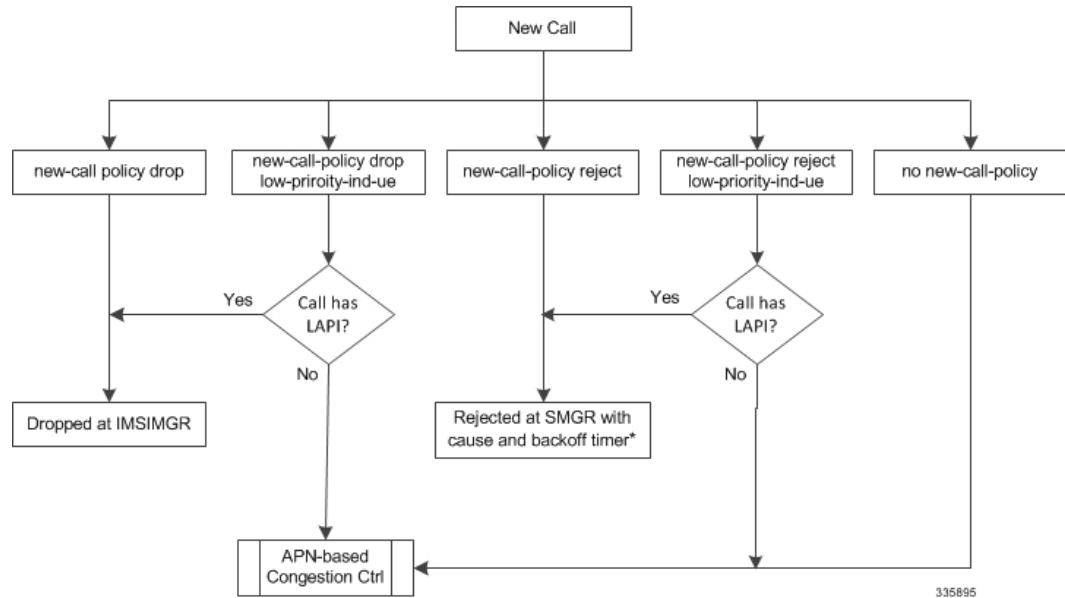 New Call
new-call policy drop
new-call-policy drop
low-priroity-ind-ue
new-call-policy reject
new-call-policy reject
low-priority-ind-ue
no new-call-policy
Yes
Call has
LAPI?
No
Yes
Call has
LAPI?
No
Dropped at IMSIMGR
Rejected at SMGR with
cause and backoff timer*
APN-based
Congestion Ctrl
335895